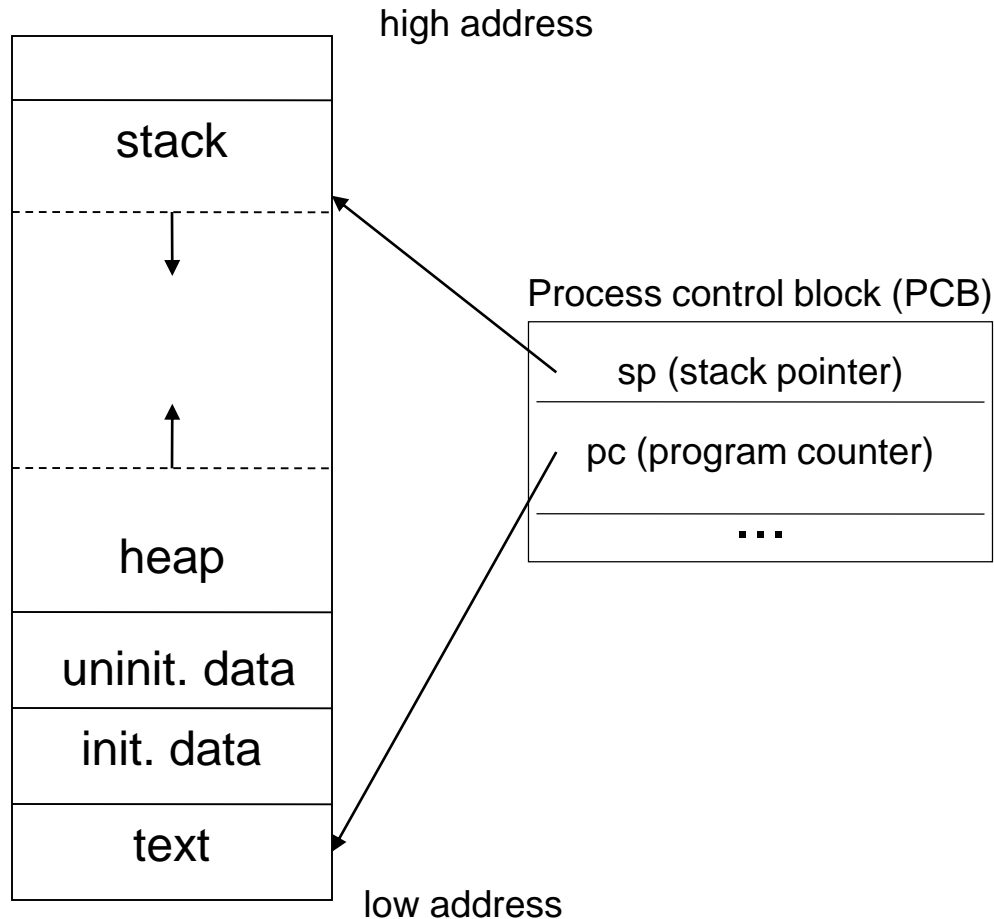 high address
stack
Process control block (PCB)
sp (stack pointer)
pc (program counter)
...
heap
uninit. data
init. data
text
low address